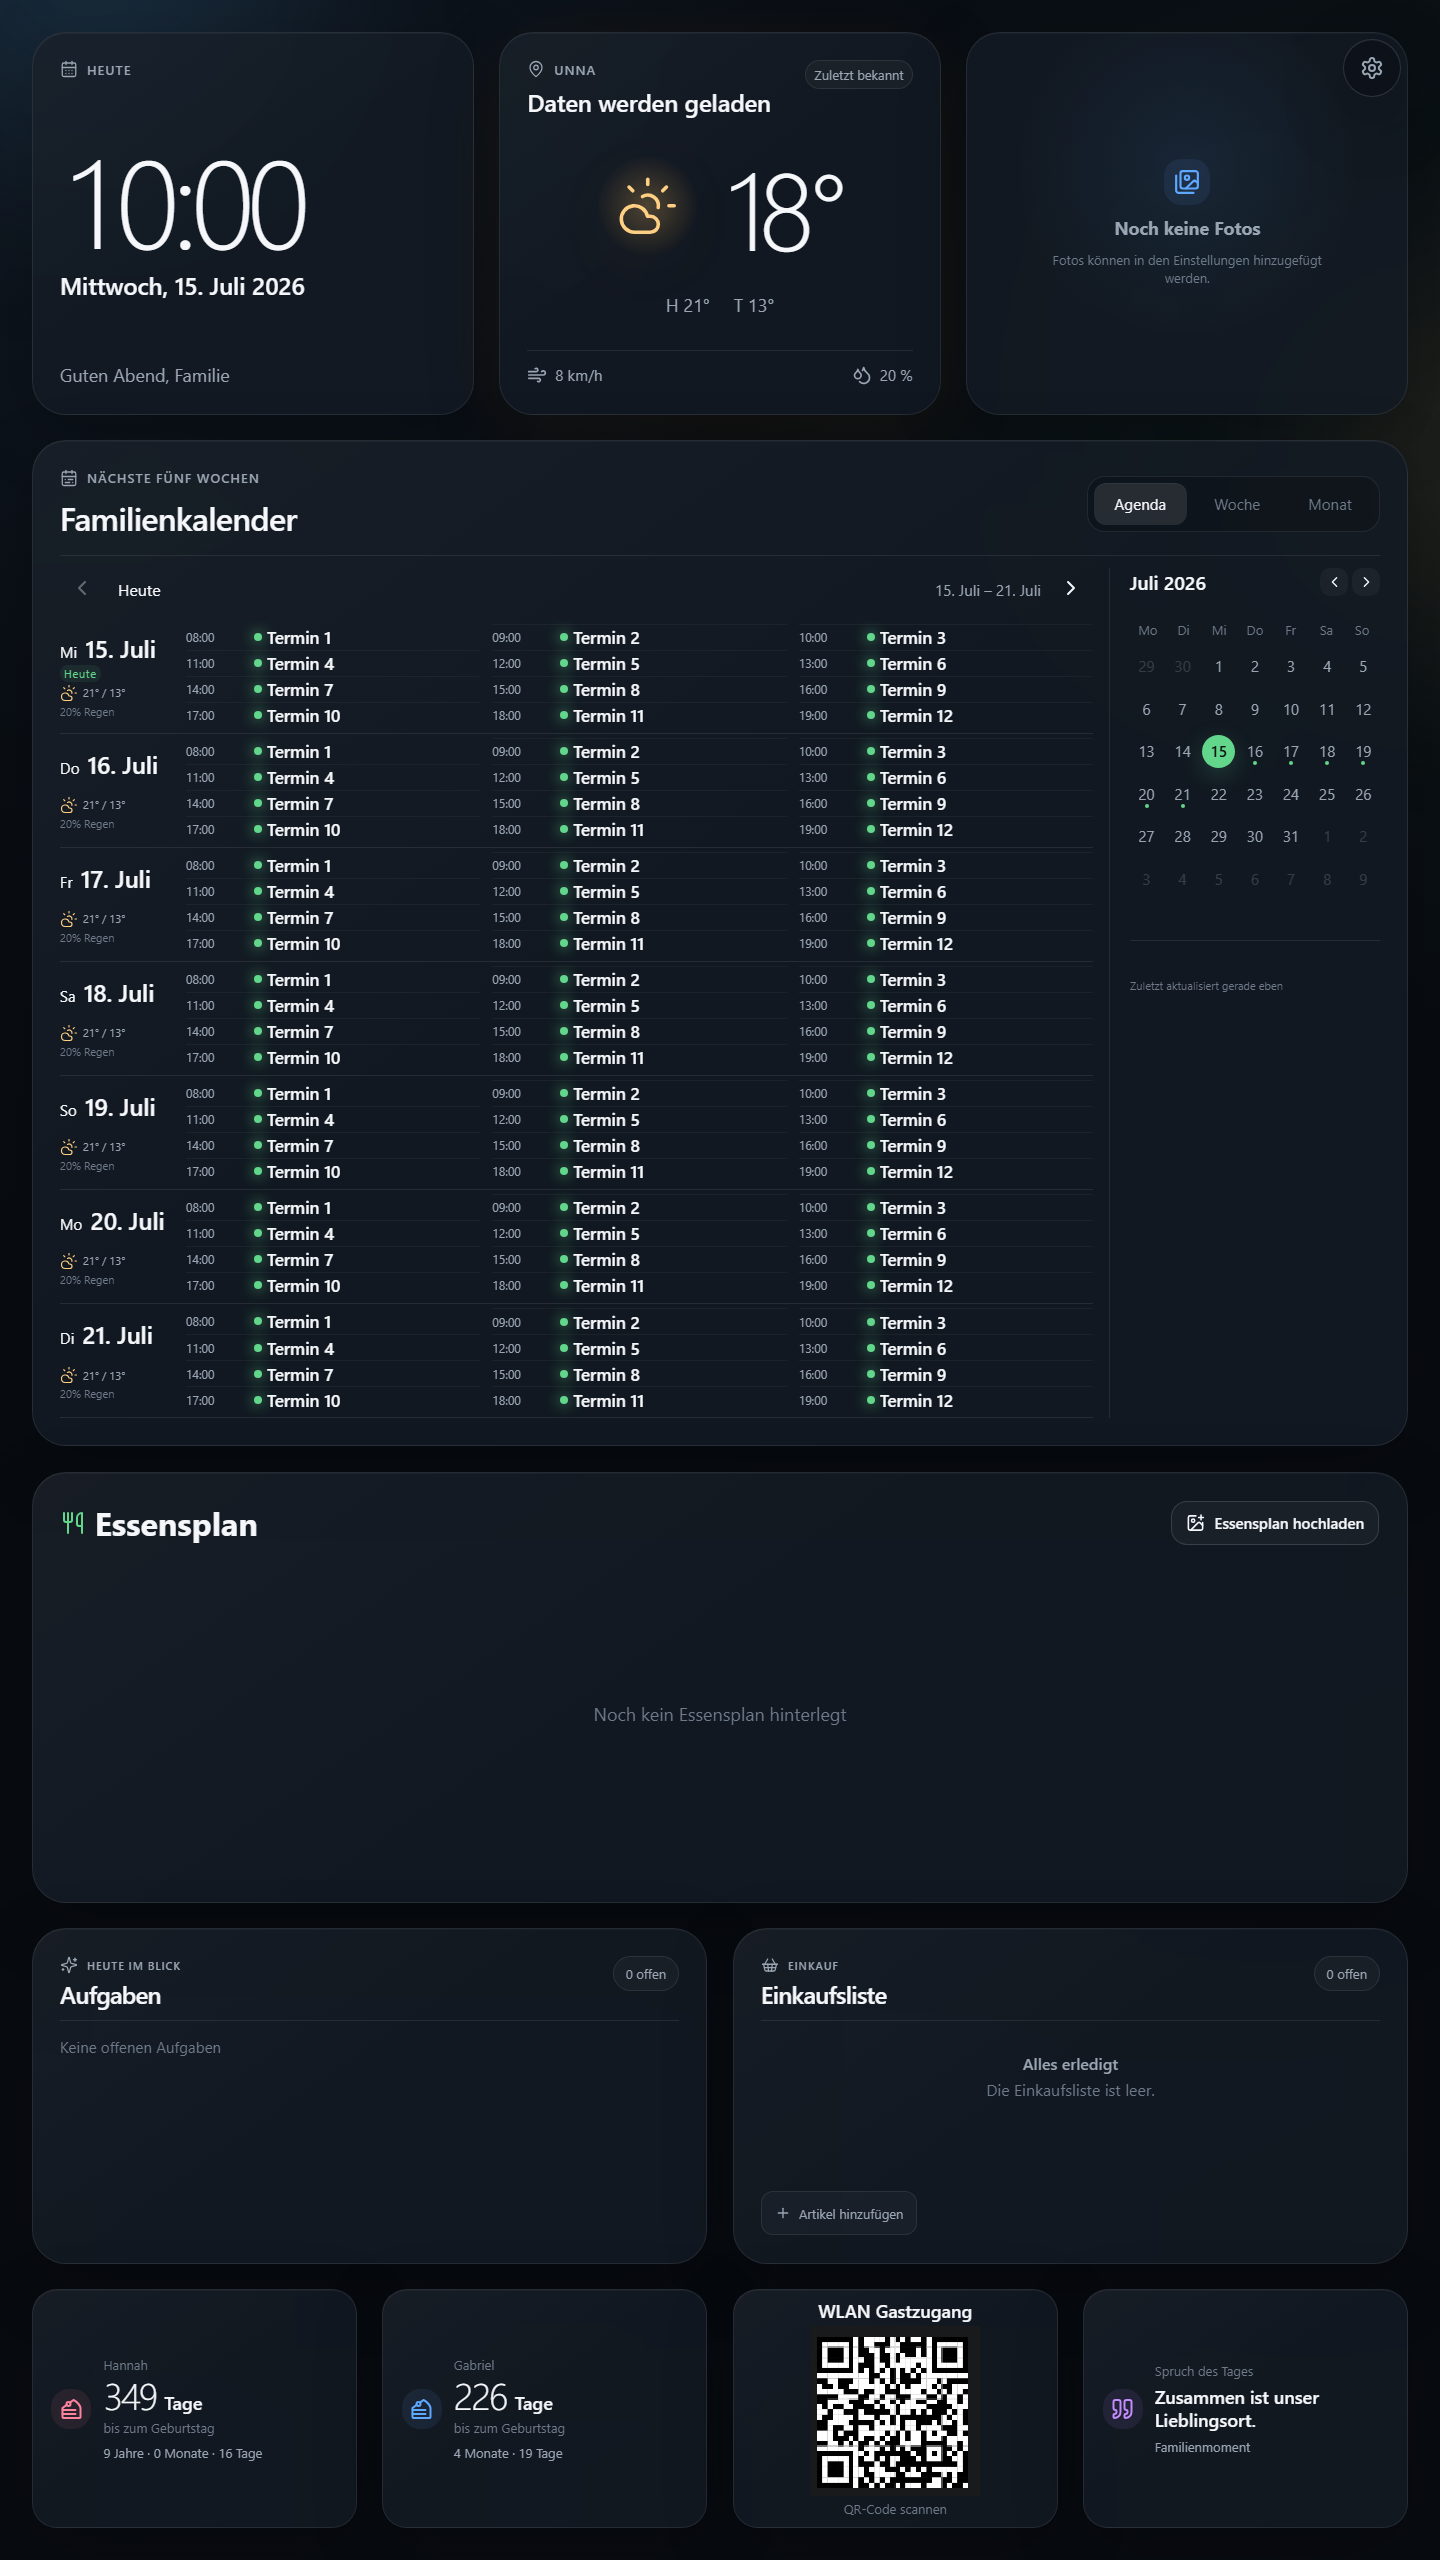 HEUTE
10:00
Mittwoch, 15. Juli 2026
Guten Abend, Familie
UNNA
Zuletzt bekannt
Daten werden geladen
18°
H 21° T 13°
8 km/h 20 %
Noch keine Fotos
Fotos können in den Einstellungen hinzugefügt
werden.
NÄCHSTE FÜNF WOCHEN
Familienkalender
Agenda Woche Monat
Heute 15. Juli – 21. Juli
Mi 15. Juli
Heute
21° / 13°
20% Regen
08:00 Termin 1 09:00 Termin 2 10:00 Termin 3
11:00 Termin 4 12:00 Termin 5 13:00 Termin 6
14:00 Termin 7 15:00 Termin 8 16:00 Termin 9
17:00 Termin 10 18:00 Termin 11 19:00 Termin 12
Do 16. Juli
21° / 13°
20% Regen
08:00 Termin 1 09:00 Termin 2 10:00 Termin 3
11:00 Termin 4 12:00 Termin 5 13:00 Termin 6
14:00 Termin 7 15:00 Termin 8 16:00 Termin 9
17:00 Termin 10 18:00 Termin 11 19:00 Termin 12
Fr 17. Juli
21° / 13°
20% Regen
08:00 Termin 1 09:00 Termin 2 10:00 Termin 3
11:00 Termin 4 12:00 Termin 5 13:00 Termin 6
14:00 Termin 7 15:00 Termin 8 16:00 Termin 9
17:00 Termin 10 18:00 Termin 11 19:00 Termin 12
Sa 18. Juli
21° / 13°
20% Regen
08:00 Termin 1 09:00 Termin 2 10:00 Termin 3
11:00 Termin 4 12:00 Termin 5 13:00 Termin 6
14:00 Termin 7 15:00 Termin 8 16:00 Termin 9
17:00 Termin 10 18:00 Termin 11 19:00 Termin 12
So 19. Juli
21° / 13°
20% Regen
08:00 Termin 1 09:00 Termin 2 10:00 Termin 3
11:00 Termin 4 12:00 Termin 5 13:00 Termin 6
14:00 Termin 7 15:00 Termin 8 16:00 Termin 9
17:00 Termin 10 18:00 Termin 11 19:00 Termin 12
Mo 20. Juli
21° / 13°
20% Regen
08:00 Termin 1 09:00 Termin 2 10:00 Termin 3
11:00 Termin 4 12:00 Termin 5 13:00 Termin 6
14:00 Termin 7 15:00 Termin 8 16:00 Termin 9
17:00 Termin 10 18:00 Termin 11 19:00 Termin 12
Di 21. Juli
21° / 13°
20% Regen
08:00 Termin 1 09:00 Termin 2 10:00 Termin 3
11:00 Termin 4 12:00 Termin 5 13:00 Termin 6
14:00 Termin 7 15:00 Termin 8 16:00 Termin 9
17:00 Termin 10 18:00 Termin 11 19:00 Termin 12
Juli 2026
Mo Di Mi Do Fr Sa So
29 30 1 2 3 4 5
6 7 8 9 10 11 12
13 14 15 16 17 18 19
20 21 22 23 24 25 26
27 28 29 30 31 1 2
3 4 5 6 7 8 9
Zuletzt aktualisiert gerade eben
Essensplan
Essensplan hochladen
Noch kein Essensplan hinterlegt
HEUTE IM BLICK
Aufgaben
0 offen
Keine offenen Aufgaben
EINKAUF
Einkaufsliste
0 offen
Alles erledigt
Die Einkaufsliste ist leer.
Artikel hinzufügen
Hannah
349 Tage
bis zum Geburtstag
9 Jahre · 0 Monate · 16 Tage
Gabriel
226 Tage
bis zum Geburtstag
4 Monate · 19 Tage
WLAN Gastzugang
QR-Code scannen
Spruch des Tages
Zusammen ist unser
Lieblingsort.
Familienmoment